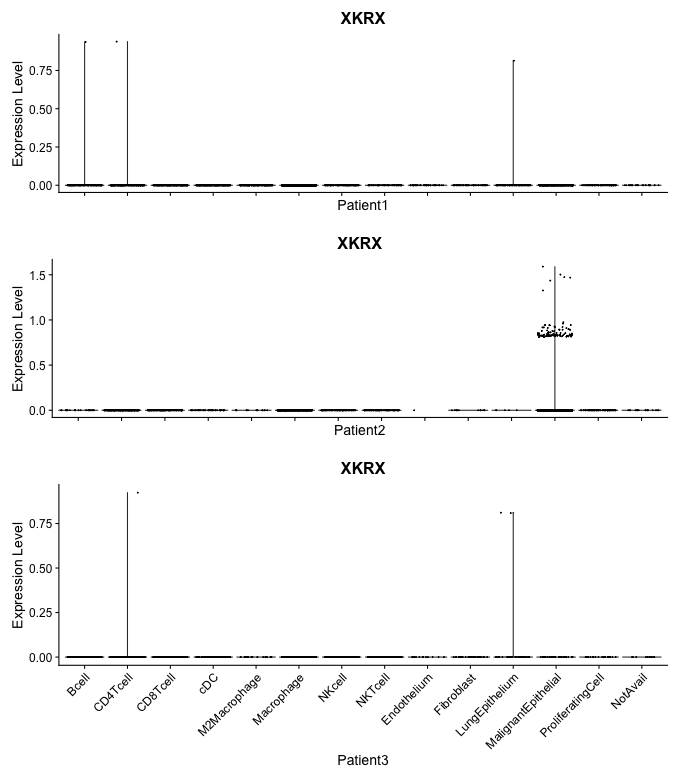 XKRX
Expression Level
0.75
0.50
0.25
0.00
Patient1
XKRX
Expression Level
1.5
1.0
0.5
0.0
Patient2
XKRX
Expression Level
0.75
0.50
0.25
0.00
Bcell
CD4Tcell
CD8Tcell
cDC
M2Macrophage
Macrophage
NKcell
NKTcell
Endothelium
Fibroblast
LungEpithelium
MalignantEpithelial
ProliferatingCell
NotAvail
Patient3